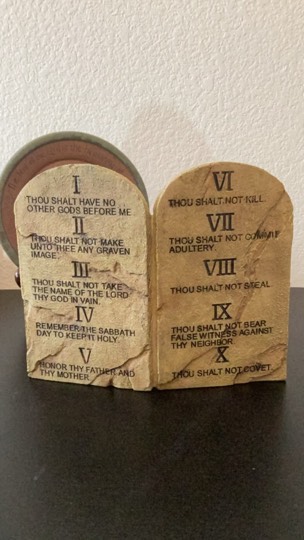 I
THOU SHALT HAVE NO
OTHER GODS BEFORE ME
II
THOU SHALT NOT MAKE
UNTO THEE ANY GRAVEN
IMAGE.
III
THOU SHALT NOT TAKE
THE NAME OF THE LORD
THY GOD IN VAIN.
IV
REMEMBER THE SABBATH
DAY TO KEEP IT HOLY.
V
HONOR THY FATHER AND
THY MOTHER.
VI
THOU SHALT NOT KILL.
VII
THOU SHALT NOT COMMIT
ADULTERY.
VIII
THOU SHALT NOT STEAL
IX
THOU SHALT NOT BEAR
FALSE WITNESS AGAINST
THY NEIGHBOR.
X
THOU SHALT NOT COVET